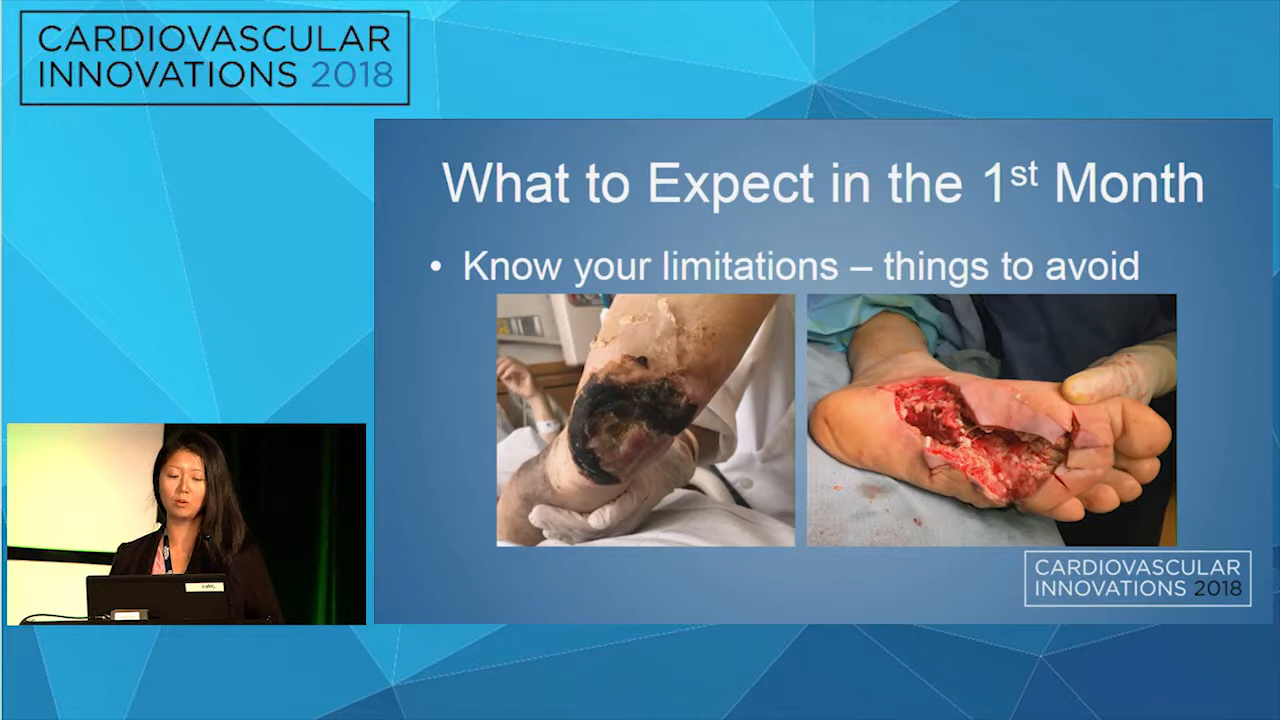 CARDIOVASCULAR
INNOVATIONS 2018
What to Expect in the 1st Month
• Know your limitations – things to avoid
CARDIOVASCULAR
INNOVATIONS 2018